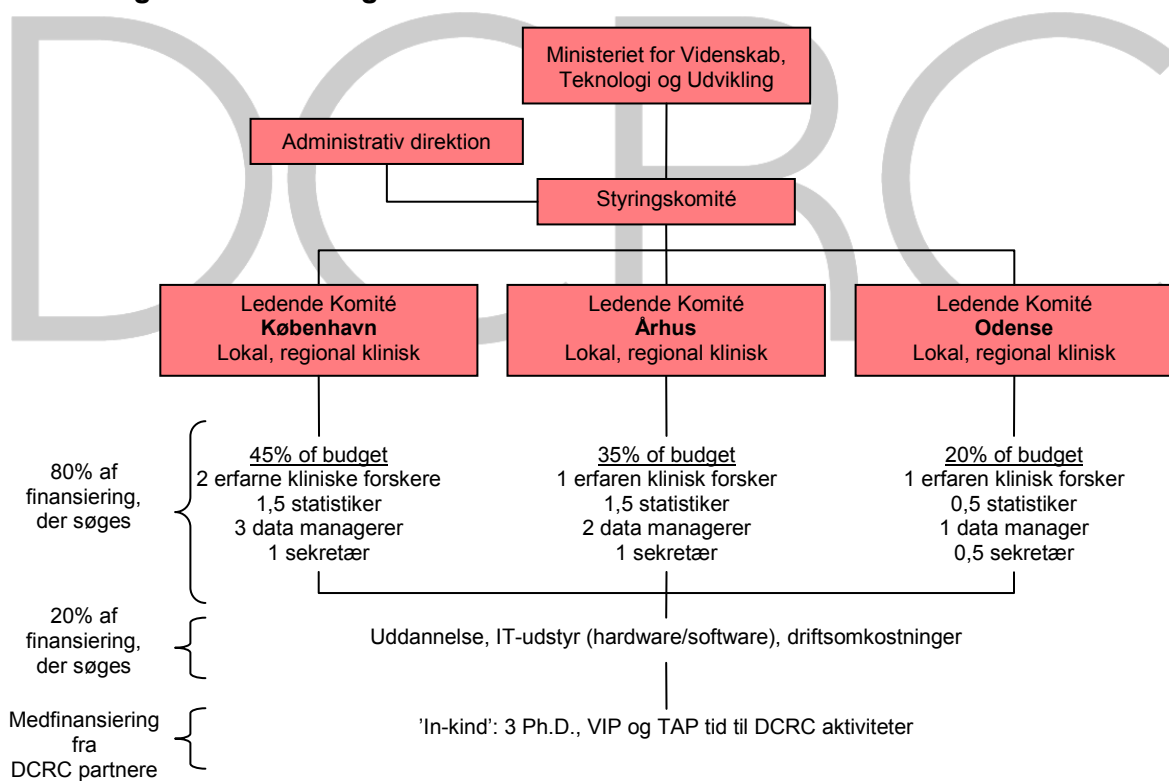 DCRC
Ministeriet for Videnskab,
Teknologi og Udvikling
Administrativ direktion
Styringskomité
Ledende Komité
København
Lokal, regional klinisk
Ledende Komité
Århus
Lokal, regional klinisk
Ledende Komité
Odense
Lokal, regional klinisk
80% af
finansiering,
der søges
45% of budget
2 erfarne kliniske forskere
1,5 statistiker
3 data managerer
1 sekretær
35% of budget
1 erfaren klinisk forsker
1,5 statistiker
2 data managerer
1 sekretær
20% of budget
1 erfaren klinisk forsker
0,5 statistiker
1 data manager
0,5 sekretær
20% af
finansiering,
der søges
Uddannelse, IT-udstyr (hardware/software), driftsomkostninger
Medfinansiering
fra
DCRC partnere
’In-kind’: 3 Ph.D., VIP og TAP tid til DCRC aktiviteter